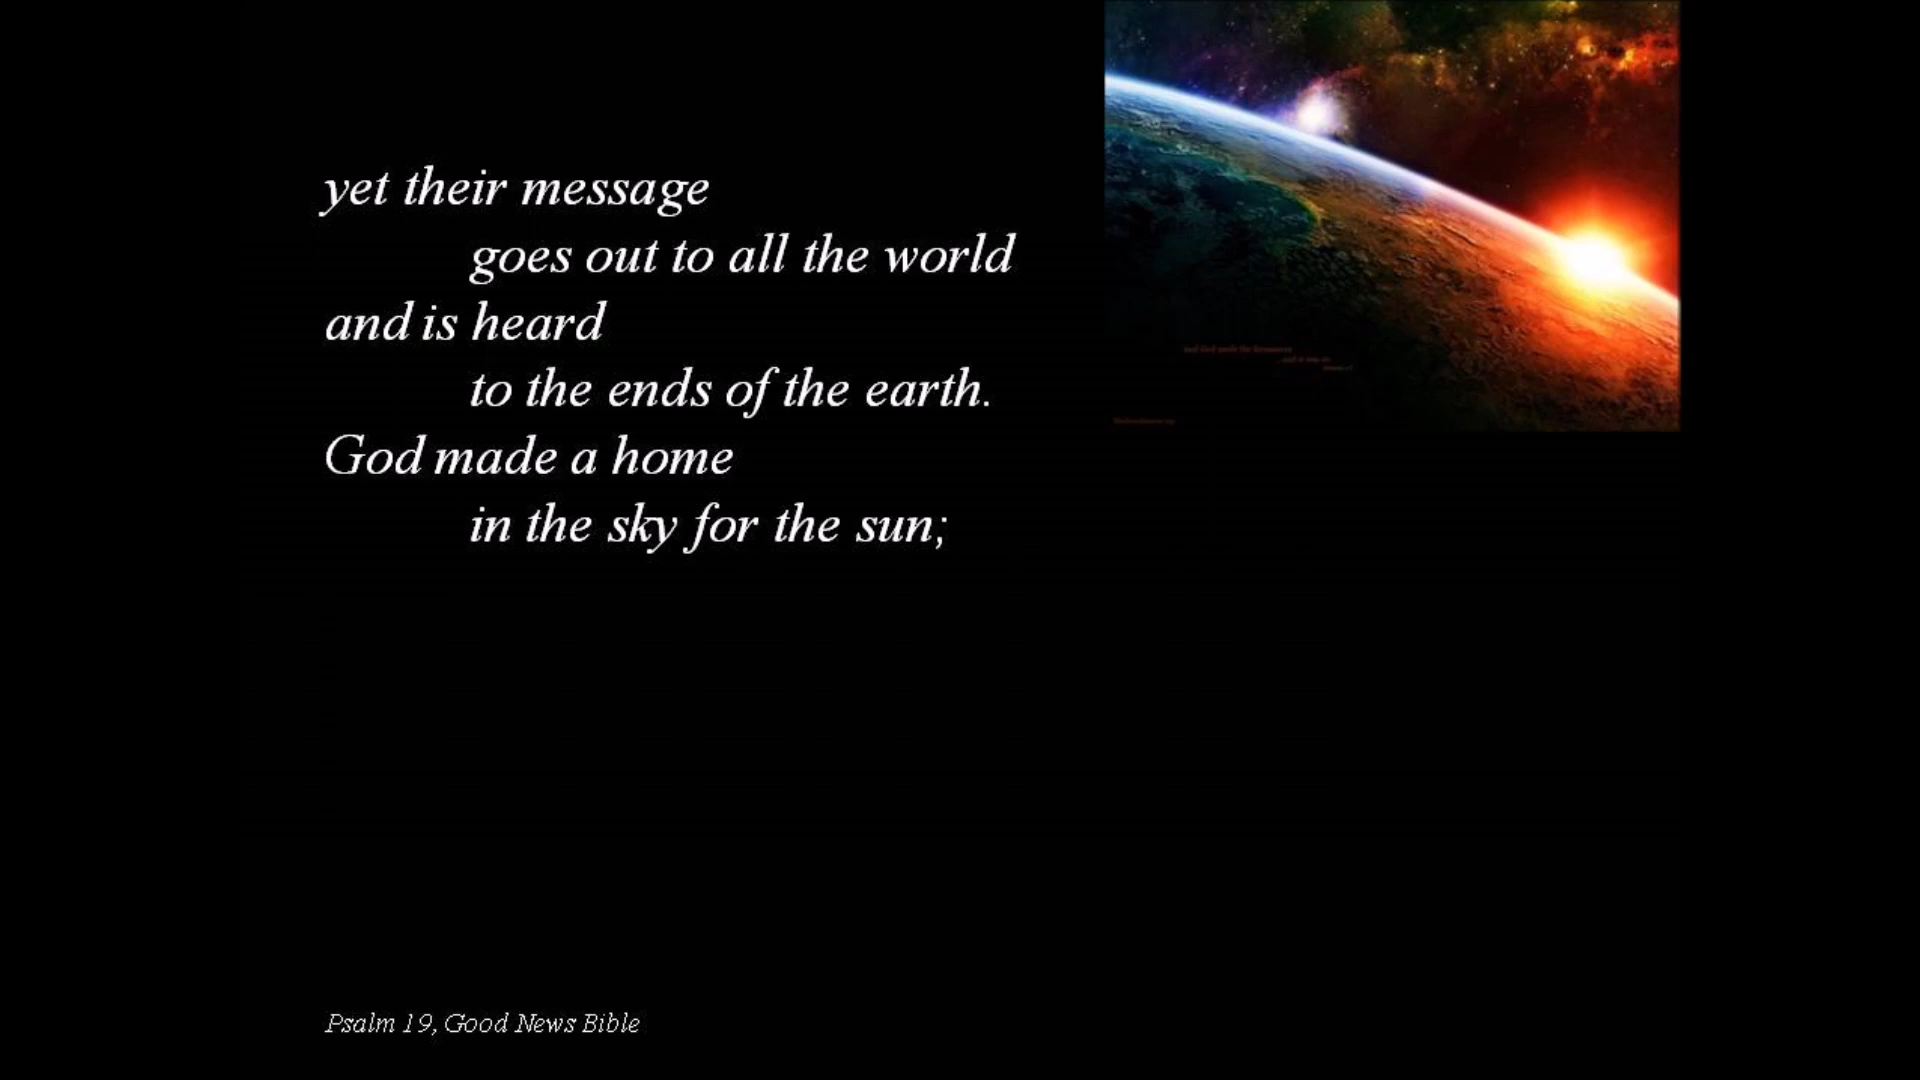 yet their message
goes out to all the world
and is heard
to the ends of the earth.
God made a home
in the sky for the sun;
Psalm 19, Good News Bible